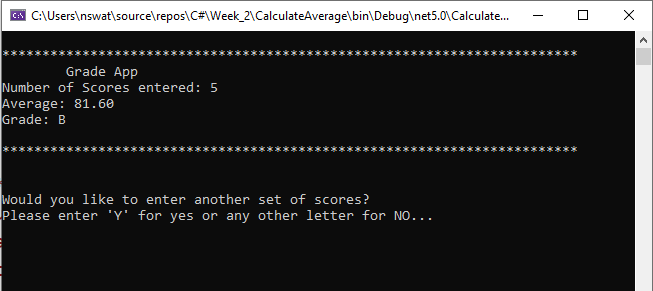 C:\Users\nswat\source\repos\C#\Week_2\CalculateAverage\bin\Debug\net5.0\Calculate...
************************************************************************
Grade App
Number of Scores entered: 5
Average: 81.60
Grade: B
************************************************************************
Would you like to enter another set of scores?
Please enter 'Y' for yes or any other letter for NO...